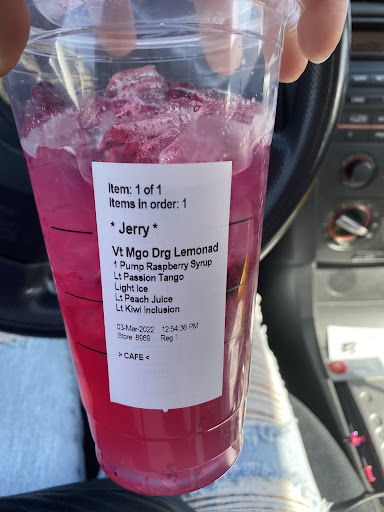 Item: 1 of 1
Items in order: 1
* Jerry *
Vt Mgo Drg Lemonad
1 Pump Raspberry Syrup
Lt Passion Tango
Light Ice
Lt Peach Juice
Lt Kiwi Inclusion
03-Mar-2022 12:54:36 PM
Store: 8969 Reg 1
> CAFE <